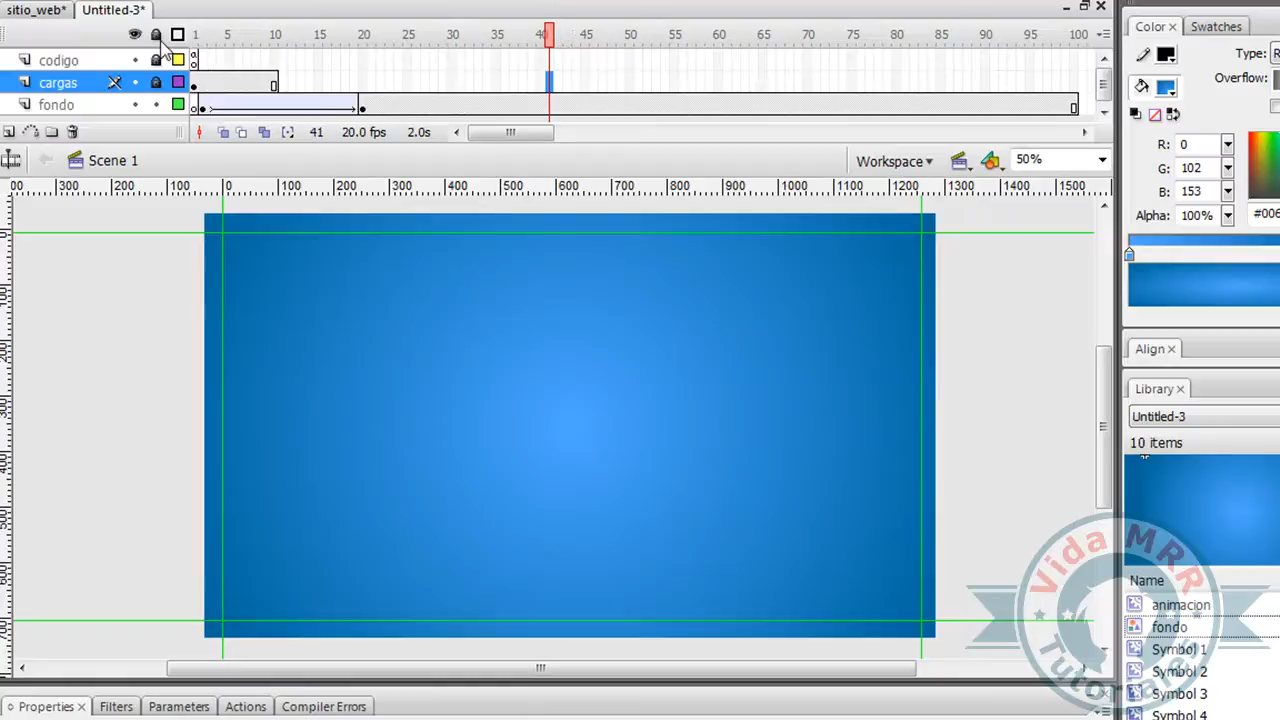 sitio_web* Untitled-3*
Color Swatches
1 5 10 15 20 25 30 35 40 45 50 55 60 65 70 75 80 85 90 95 100
Type: R
codigo
Overflow:
cargas
fondo
41 20.0 fps 2.0s
R: 0
Scene 1
Workspace 50%
G: 102
00 300 200 100 0 100 200 300 400 500 600 700 800 900 1000 1100 1200 1300 1400 1500
B: 153
Alpha: 100% #006
Align
Library
Untitled-3
10 items
Name
animacion
fondo
Symbol 1
Symbol 2
Symbol 3
Symbol 4
Vida MRR
Tutoriales
Properties Filters Parameters Actions Compiler Errors